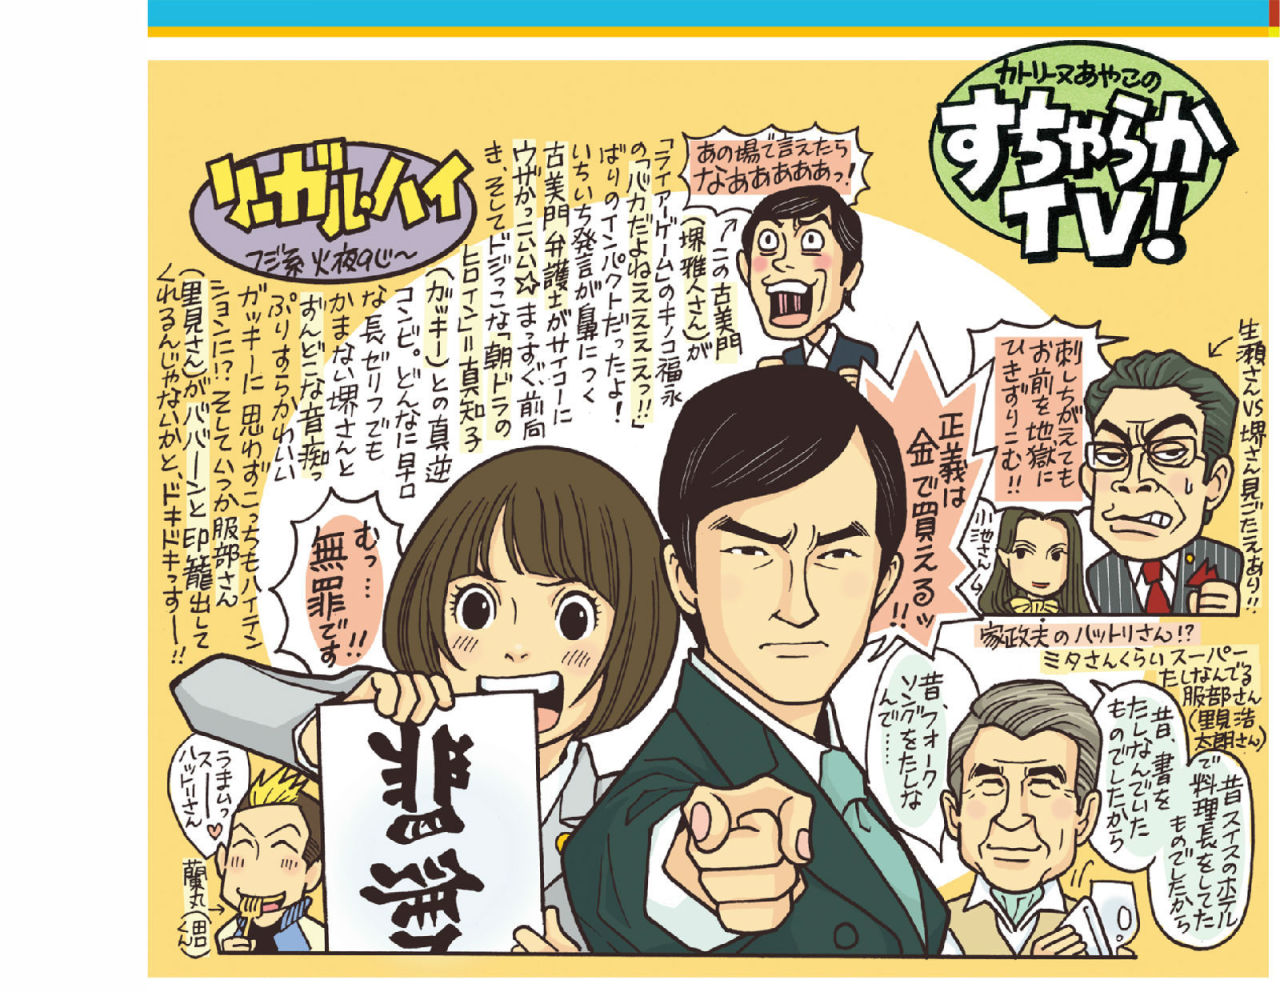 カトリーヌあやこの
すちゃらか
TV!
リーガル・ハイ
フジ系 火夜9じ〜
あの場で言えたら
なあああああっ!
←この古美門
(堺雅人さん)が
「ライアーゲーム」のキノコ福永
の「バカだよねえええっ!!」
ばりのインパクトだったよ!
いちいち発言が鼻につく
古美門弁護士がサイコーに
ウザかっこいい☆まっすぐ、前向
き、そしてドジっこな「朝ドラの
ヒロイン」=真知子
(ガッキー)との真逆
コンビ。どんなに早口
な長ゼリフでも
かまない堺さんと
おんどこな音痴っ
ぷりすらかわいい
ガッキーに思わずこっちもハイテン
ションに!? そしていつか服部さん
(里見さん)がババーンと印籠出して
くれるんじゃないかと、ドキドキっすー!!
生瀬さんVS堺さん見ごたえあり!!
刺しちがえても
お前を地獄に
ひきずりこむ!!
小池さんも
正義は
金で買えるッ!!
むっ…
無罪です!!
無罪
家政夫のハットリさん!?
ミタさんくらいスーパー
たしなんでる
服部さん
(里見浩
太朗さん)
昔、フォーク
ソングをたしな
んで……
昔、書を
たしなんでいた
ものでしたから
昔スイスのホテル
で料理長をしてた
ものでしたから
うまムっ
スーー♥
ハットリさん
蘭丸→
(田口くん)